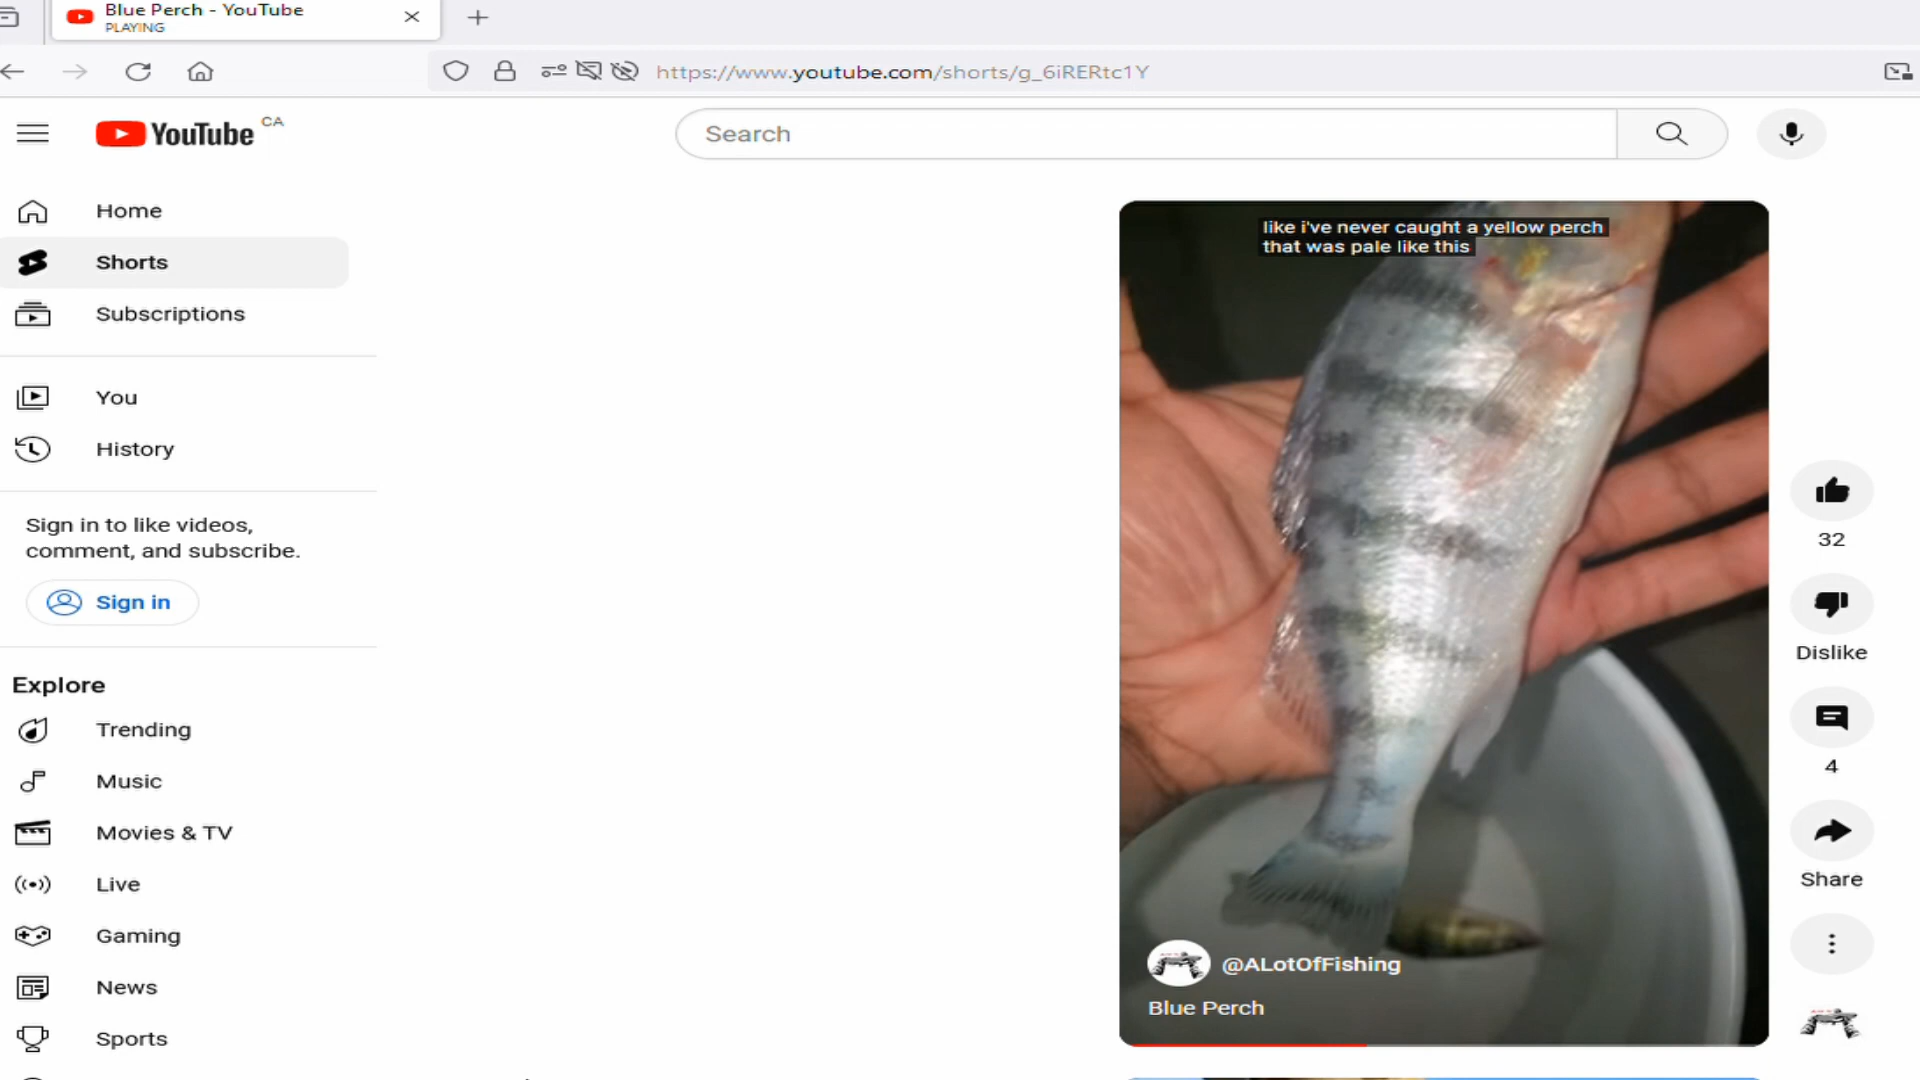 Blue Perch - YouTube
PLAYING
https://www.youtube.com/shorts/g_6iRERtc1Y
YouTube CA
Search
Home
Shorts
Subscriptions
You
History
Sign in to like videos,
comment, and subscribe.
Sign in
Explore
Trending
Music
Movies & TV
Live
Gaming
News
Sports
like i've never caught a yellow perch
that was pale like this
@ALotOfFishing
Blue Perch
32
Dislike
4
Share